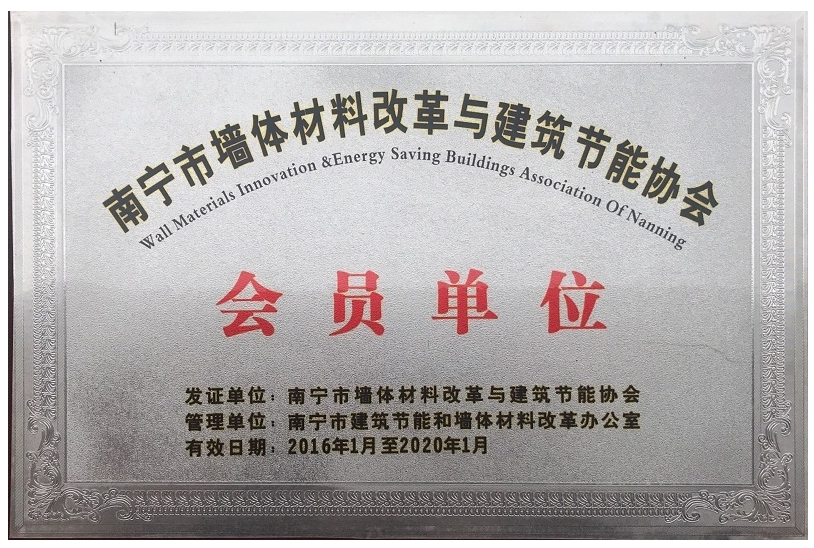 南宁市墙体材料改革与建筑节能协会
Wall Materials Innovation &Energy Saving Buildings Association Of Nanning
会员单位
发证单位：南宁市墙体材料改革与建筑节能协会
管理单位：南宁市建筑节能和墙体材料改革办公室
有效日期：2016年1月至2020年1月